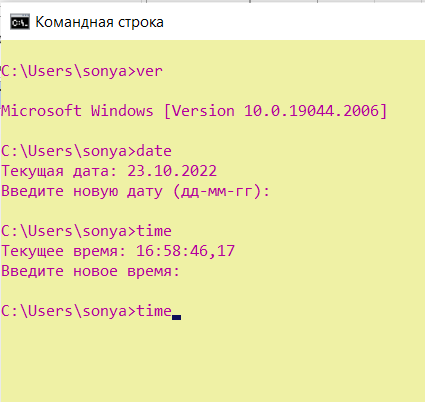 Командная строка
C:\Users\sonya>ver
Microsoft Windows [Version 10.0.19044.2006]
C:\Users\sonya>date
Текущая дата: 23.10.2022
Введите новую дату (дд-мм-гг):
C:\Users\sonya>time
Текущее время: 16:58:46,17
Введите новое время:
C:\Users\sonya>time